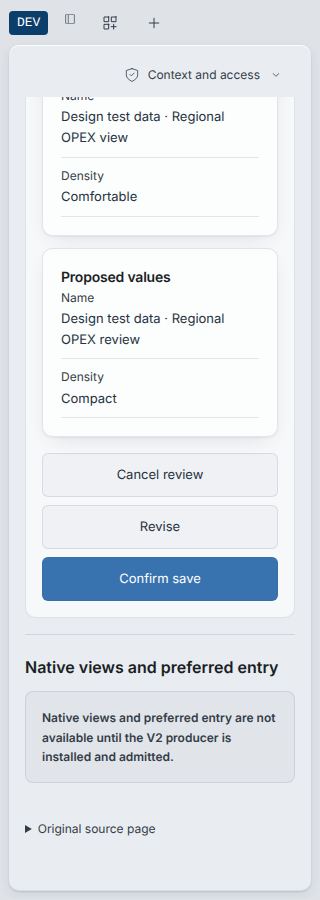 DEV
Context and access
Name
Design test data · Regional
OPEX view
Density
Comfortable
Proposed values
Name
Design test data · Regional
OPEX review
Density
Compact
Cancel review
Revise
Confirm save
Native views and preferred entry
Native views and preferred entry are not
available until the V2 producer is
installed and admitted.
Original source page